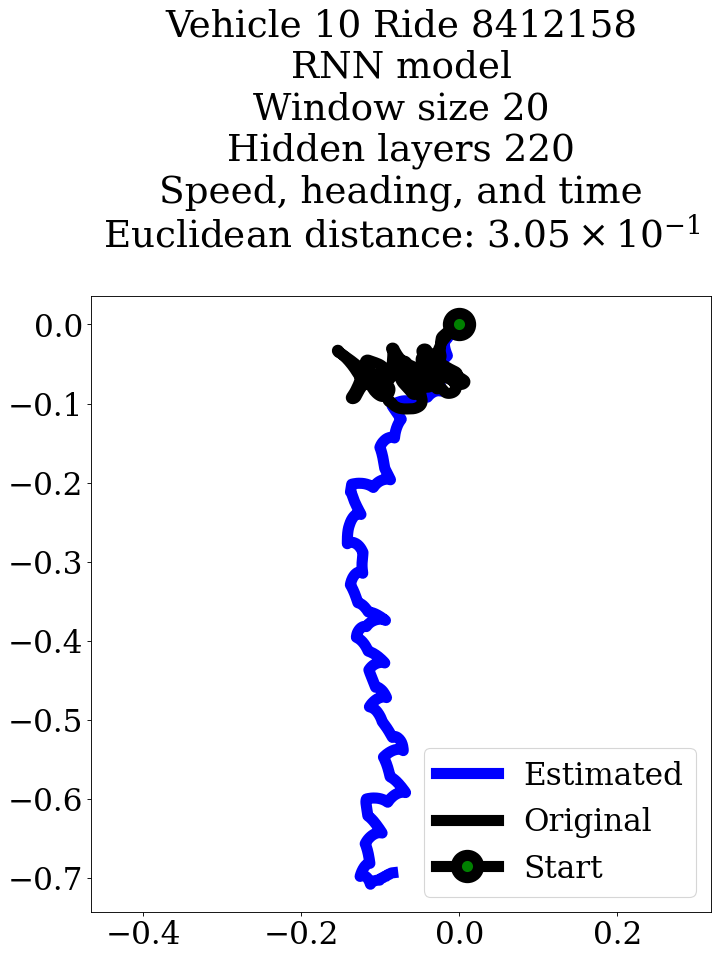 Vehicle 10 Ride 8412158
RNN model
Window size 20
Hidden layers 220
Speed, heading, and time
Euclidean distance: 3.05 × 10⁻¹
0.0
−0.1
−0.2
−0.3
−0.4
−0.5
−0.6
−0.7
Estimated
Original
Start
−0.4 −0.2 0.0 0.2